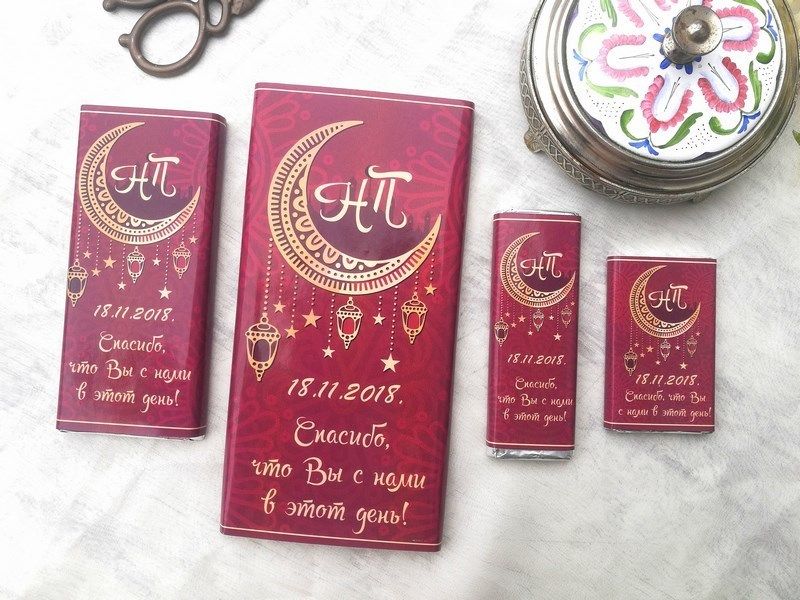 НП
18.11.2018.
Спасибо,
что Вы с нами
в этот день!
НП
18.11.2018.
Спасибо,
что Вы с нами
в этот день!
НП
18.11.2018.
Спасибо,
что Вы с нами
в этот день!
НП
18.11.2018.
Спасибо, что Вы
с нами в этот день!